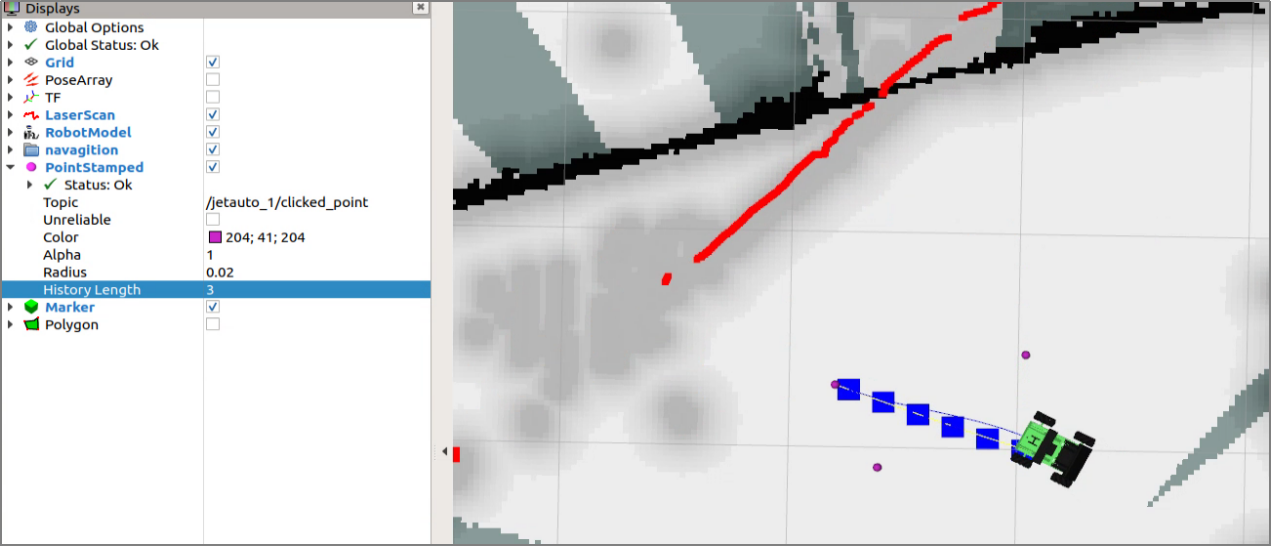 Displays
Global Options
Global Status: Ok
Grid
PoseArray
TF
LaserScan
RobotModel
navagition
PointStamped
Status: Ok
Topic /jetauto_1/clicked_point
Unreliable
Color 204; 41; 204
Alpha 1
Radius 0.02
History Length 3
Marker
Polygon
H